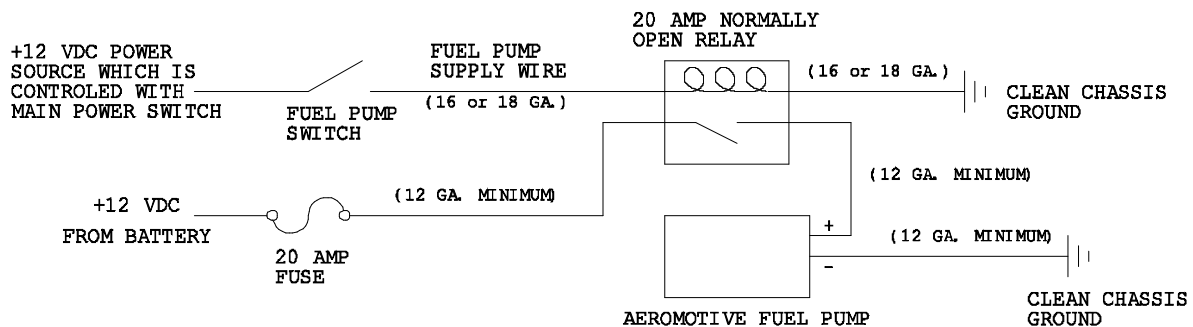 +12 VDC POWER
SOURCE WHICH IS
CONTROLED WITH
MAIN POWER SWITCH
FUEL PUMP
SWITCH
FUEL PUMP
SUPPLY WIRE
(16 or 18 GA.)
20 AMP NORMALLY
OPEN RELAY
(16 or 18 GA.)
CLEAN CHASSIS
GROUND
+12 VDC
FROM BATTERY
20 AMP
FUSE
(12 GA. MINIMUM)
(12 GA. MINIMUM)
+
-
(12 GA. MINIMUM)
AEROMOTIVE FUEL PUMP
CLEAN CHASSIS
GROUND